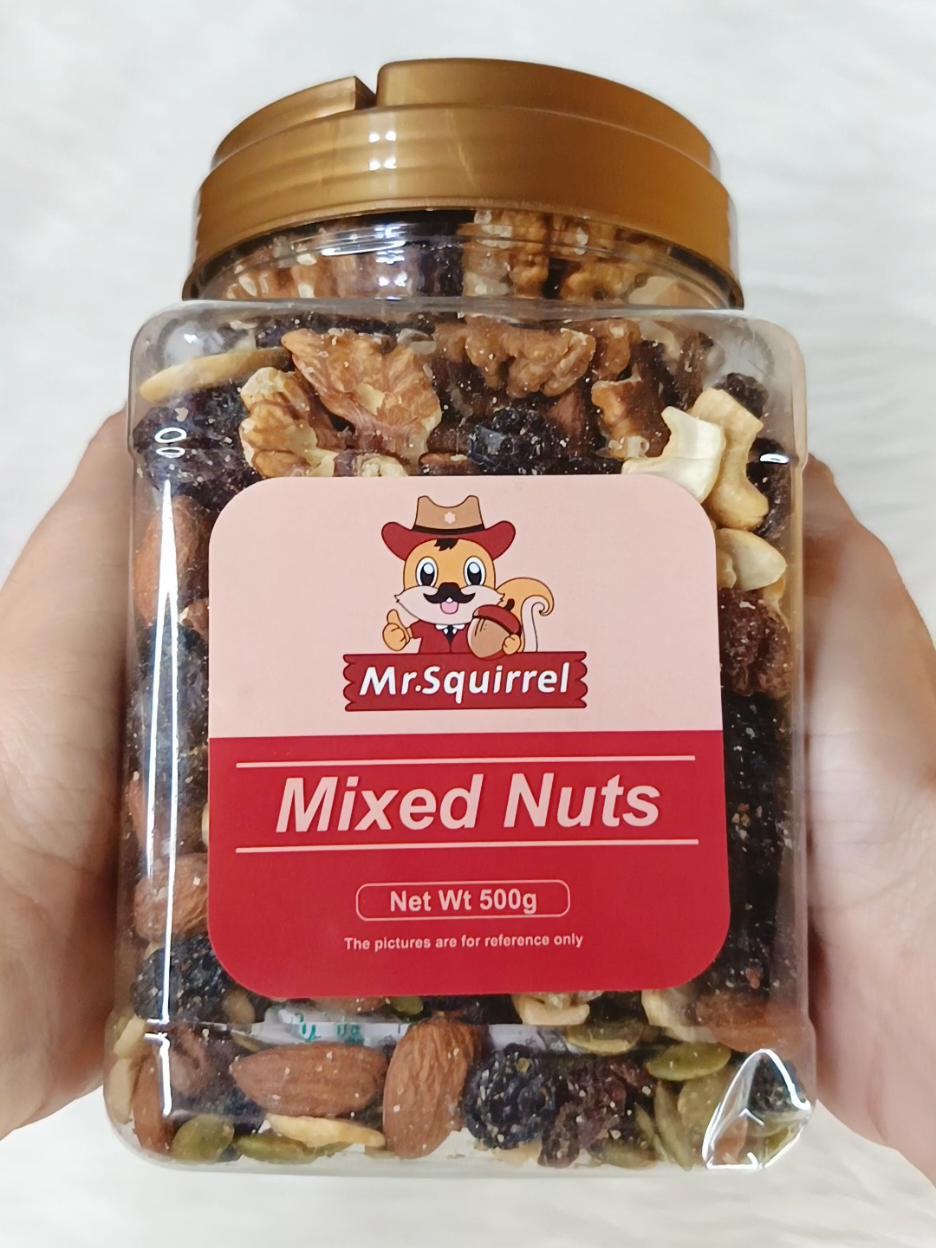 Mr.Squirrel
Mixed Nuts
Net Wt 500g
The pictures are for reference only